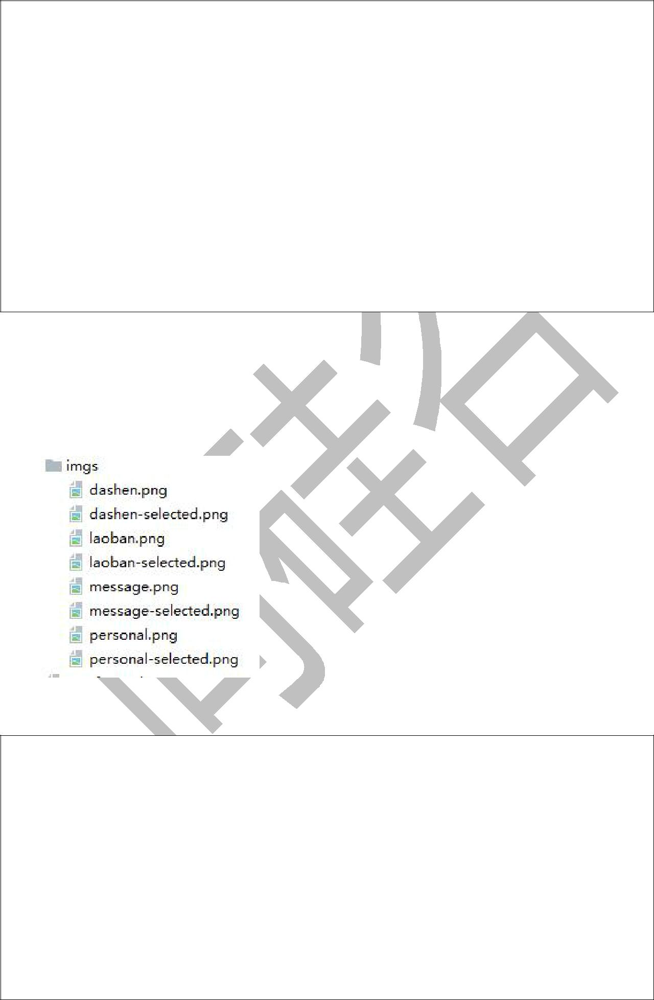 imgs
dashen.png
dashen-selected.png
laoban.png
laoban-selected.png
message.png
message-selected.png
personal.png
personal-selected.png